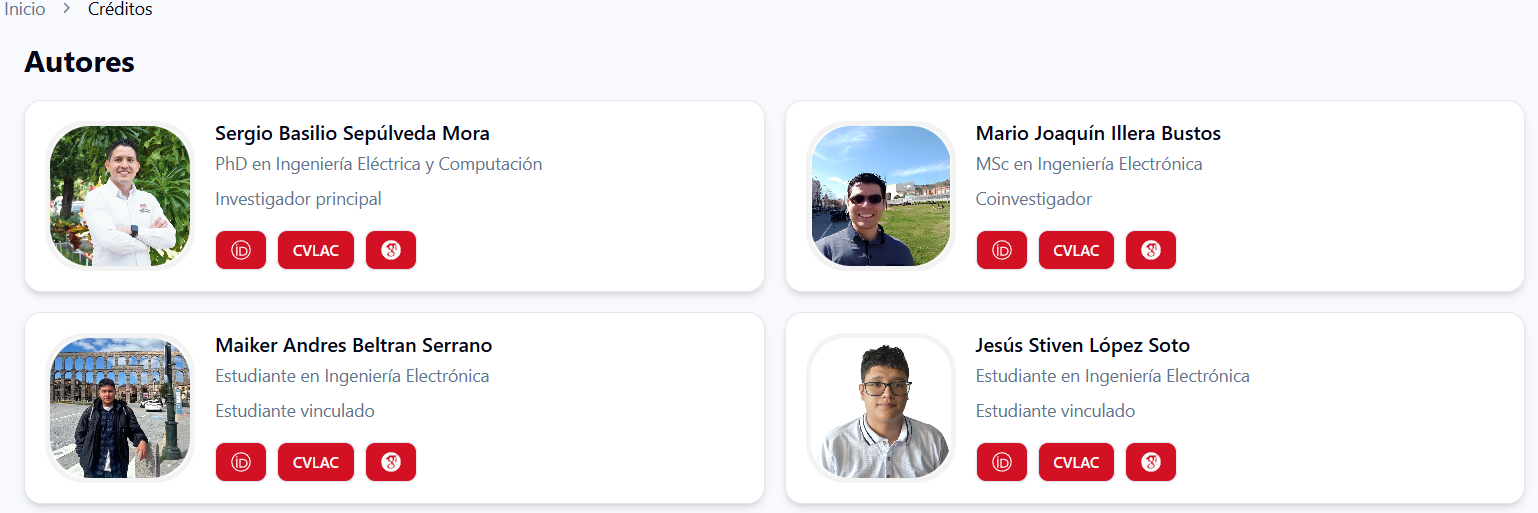 Inicio > Créditos
Autores
Sergio Basilio Sepúlveda Mora
PhD en Ingeniería Eléctrica y Computación
Investigador principal
iD CVLAC
Mario Joaquín Illera Bustos
MSc en Ingeniería Electrónica
Coinvestigador
iD CVLAC
Maiker Andres Beltran Serrano
Estudiante en Ingeniería Electrónica
Estudiante vinculado
iD CVLAC
Jesús Stiven López Soto
Estudiante en Ingeniería Electrónica
Estudiante vinculado
iD CVLAC